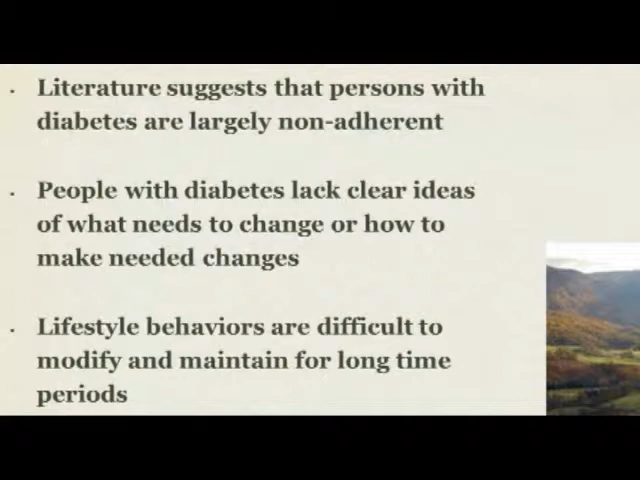 Literature suggests that persons with
diabetes are largely non-adherent
People with diabetes lack clear ideas
of what needs to change or how to
make needed changes
Lifestyle behaviors are difficult to
modify and maintain for long time
periods